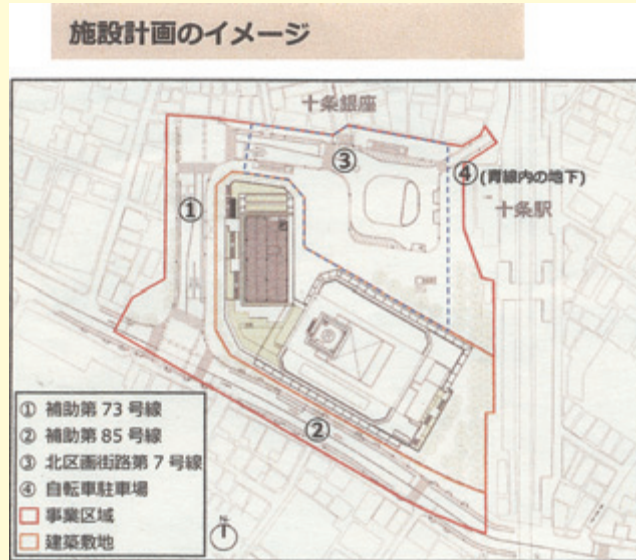 施設計画のイメージ
十条銀座
③
④(青線内の地下)
①
十条駅
②
① 補助第73号線
② 補助第85号線
③ 北区画街路第7号線
④ 自転車駐車場
事業区域
建築敷地
N